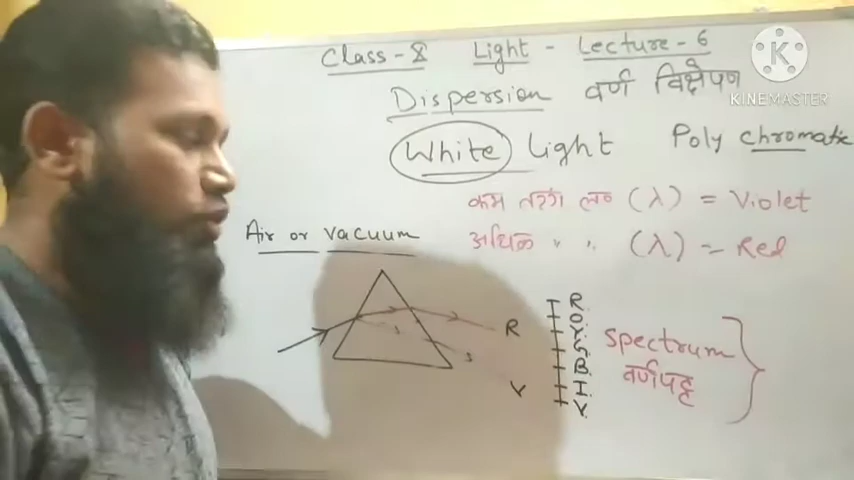 Class-8 Light - Lecture-6
Dispersion वर्ण विक्षेपण
K
KINEMASTER
White light Poly chromatic
कम तरंग लं० (λ) = Violet
अधिक " " (λ) = Red
Air or vacuum
R
V
R
O
Y
G
B
I
V
Spectrum
वर्णपट्ट